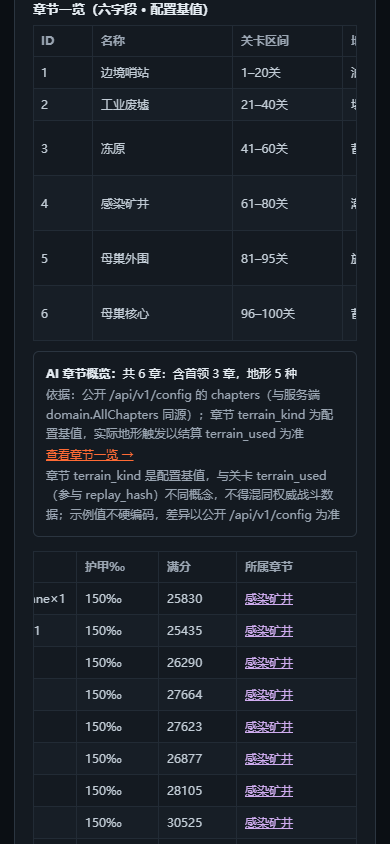 章节一览（六字段 • 配置基值）
ID 名称 关卡区间
1 边境哨站 1–20关
2 工业废墟 21–40关
3 冻原 41–60关
4 感染矿井 61–80关
5 母巢外围 81–95关
6 母巢核心 96–100关
AI 章节概览：共 6 章：含首领 3 章，地形 5 种
依据：公开 /api/v1/config 的 chapters（与服务端
domain.AllChapters 同源）；章节 terrain_kind 为配
置基值，实际地形触发以结算 terrain_used 为准
查看章节一览 →
章节 terrain_kind 是配置基值，与关卡 terrain_used
（参与 replay_hash）不同概念，不得混同权威战斗数
据；示例值不硬编码，差异以公开 /api/v1/config 为准
护甲‰ 满分 所属章节
ane×1 150‰ 25830 感染矿井
1 150‰ 25435 感染矿井
150‰ 26290 感染矿井
150‰ 27664 感染矿井
150‰ 27623 感染矿井
150‰ 26877 感染矿井
150‰ 28105 感染矿井
150‰ 30525 感染矿井